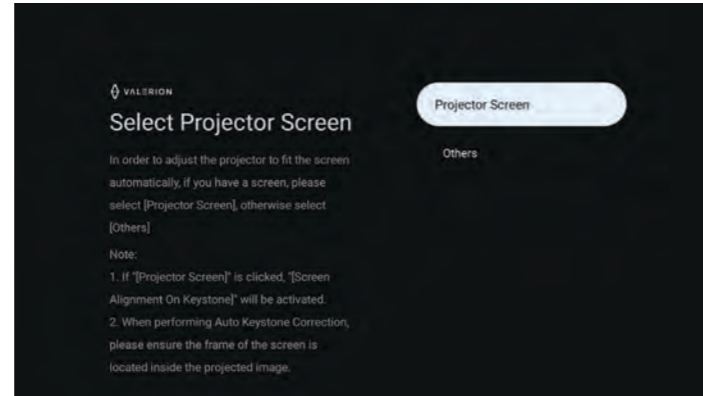 VALERION
Select Projector Screen
In order to adjust the projector to fit the screen
automatically, if you have a screen, please
select [Projector Screen], otherwise select
[Others]
Note:
1. If "[Projector Screen]" is clicked, "[Screen
Alignment On Keystone]" will be activated.
2. When performing Auto Keystone Correction,
please ensure the frame of the screen is
located inside the projected image.
Projector Screen
Others